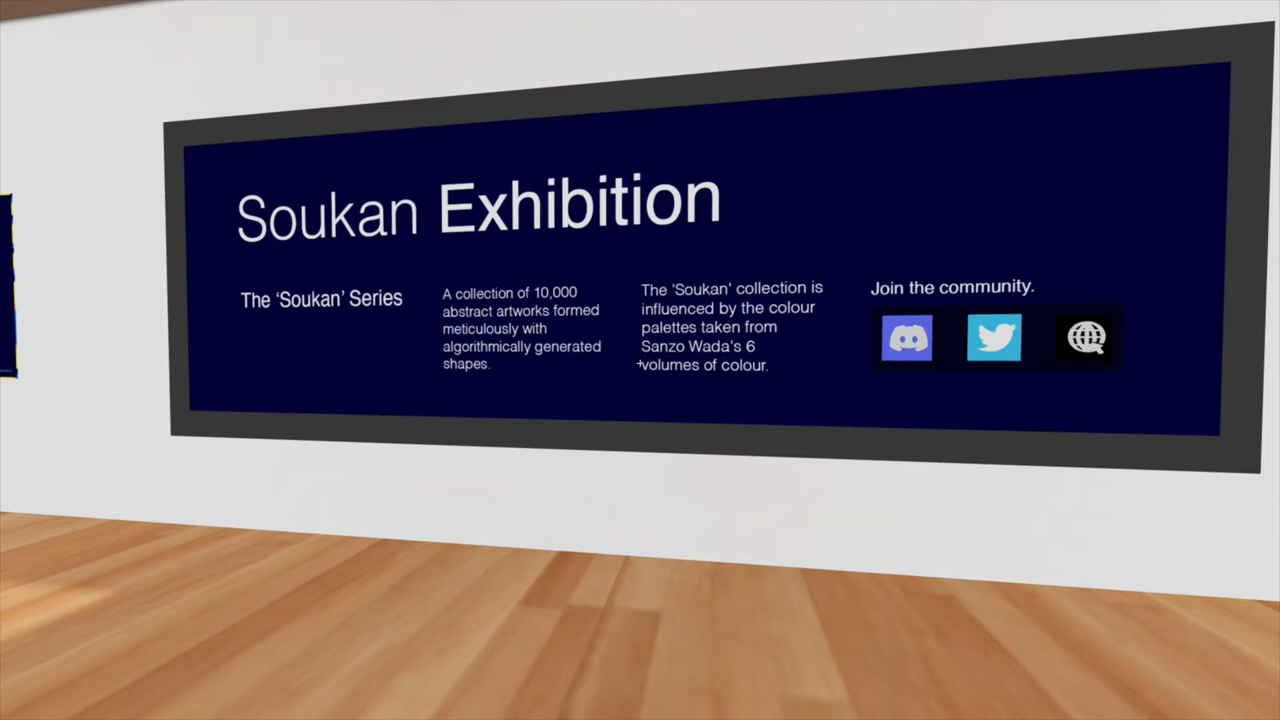 Soukan Exhibition
The ‘Soukan’ Series
A collection of 10,000
abstract artworks formed
meticulously with
algorithmically generated
shapes.
The 'Soukan' collection is
influenced by the colour
palettes taken from
Sanzo Wada's 6
volumes of colour.
Join the community.